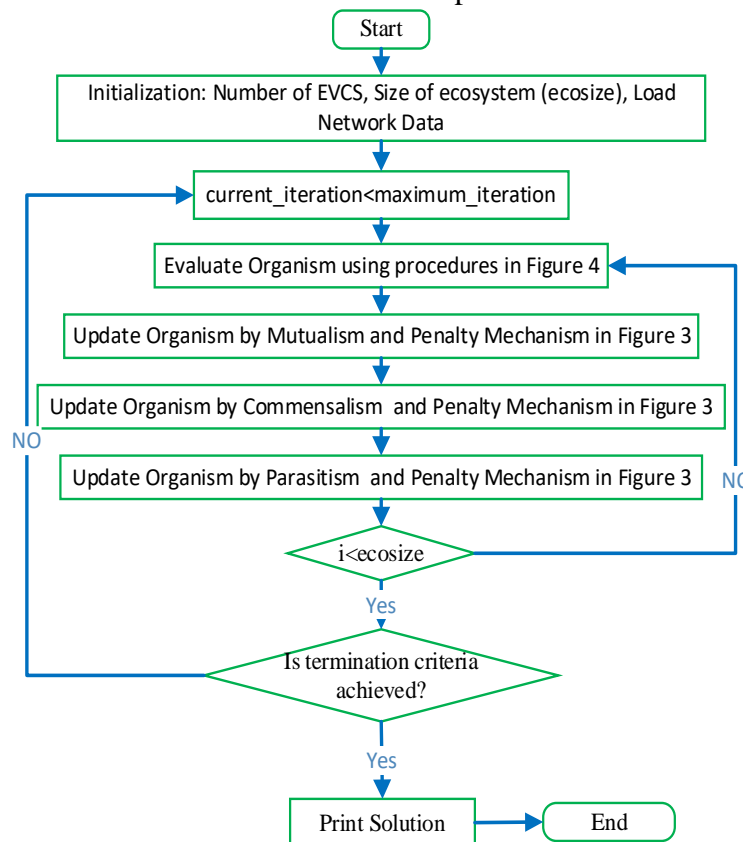 Start
Initialization: Number of EVCS, Size of ecosystem (ecosize), Load
Network Data
current_iteration<maximum_iteration
Evaluate Organism using procedures in Figure 4
Update Organism by Mutualism and Penalty Mechanism in Figure 3
Update Organism by Commensalism and Penalty Mechanism in Figure 3
NO
Update Organism by Parasitism and Penalty Mechanism in Figure 3
NO
i<ecosize
Yes
Is termination criteria
achieved?
Yes
Print Solution
End